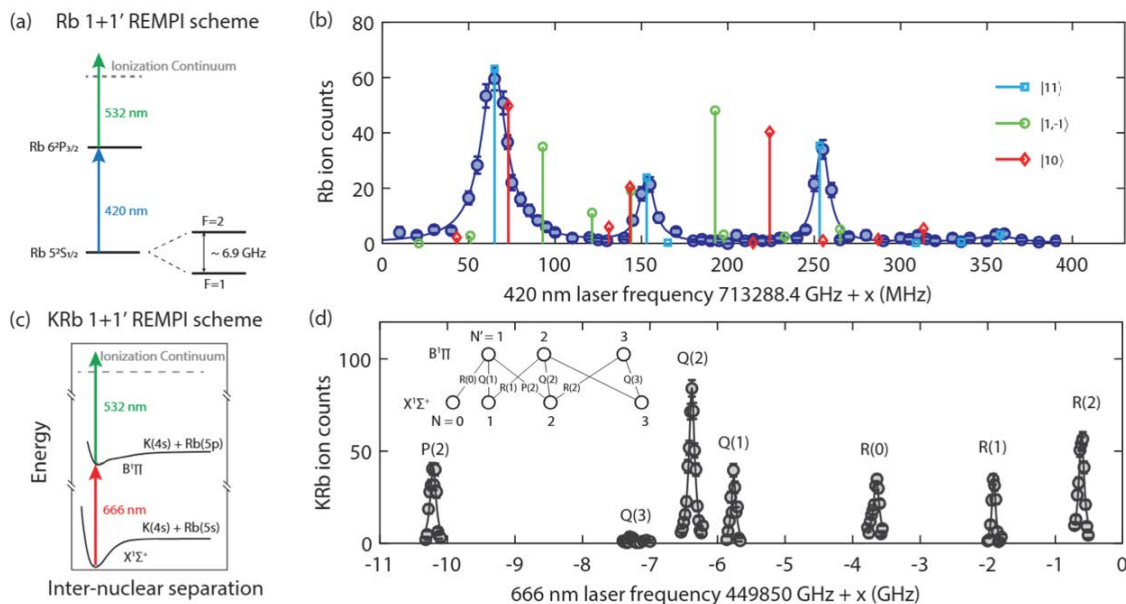 (a) Rb 1+1' REMPI scheme
Ionization Continuum
532 nm
Rb 6²P₃/₂
420 nm
F=2
Rb 5²S₁/₂
~ 6.9 GHz
F=1
(b)
80
60
40
20
0
Rb ion counts
|11⟩
|1,-1⟩
|10⟩
0 50 100 150 200 250 300 350 400
420 nm laser frequency 713288.4 GHz + x (MHz)
(c) KRb 1+1' REMPI scheme
Ionization Continuum
532 nm
K(4s) + Rb(5p)
B¹Π
666 nm
K(4s) + Rb(5s)
X¹Σ⁺
Energy
Inter-nuclear separation
(d)
100
50
0
KRb ion counts
N' = 1 2 3
B¹Π
R(0) Q(1) R(1) P(2) Q(2) R(2) Q(3)
X¹Σ⁺
N = 0 1 2 3
P(2)
Q(3)
Q(2)
Q(1)
R(0)
R(1)
R(2)
-11 -10 -9 -8 -7 -6 -5 -4 -3 -2 -1 0
666 nm laser frequency 449850 GHz + x (GHz)